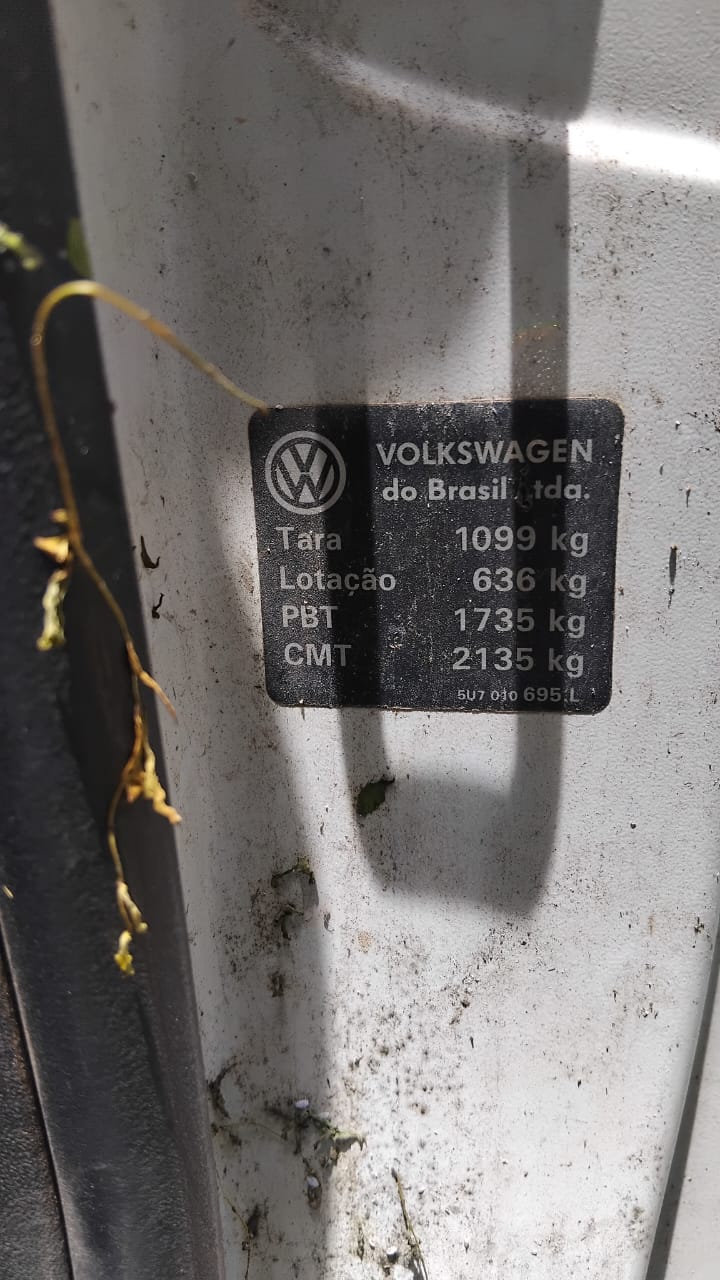 VOLKSWAGEN
do Brasil Ltda.
Tara 1099 kg
Lotação 636 kg
PBT 1735 kg
CMT 2135 kg
5U7 010 695 L